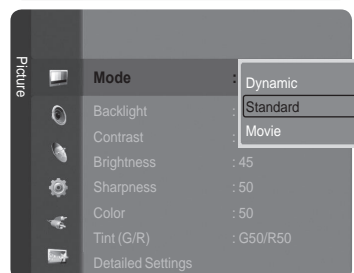 Picture
Mode : Dynamic
Standard
Movie
Backlight :
Contrast :
Brightness : 45
Sharpness : 50
Color : 50
Tint (G/R) : G50/R50
Detailed Settings